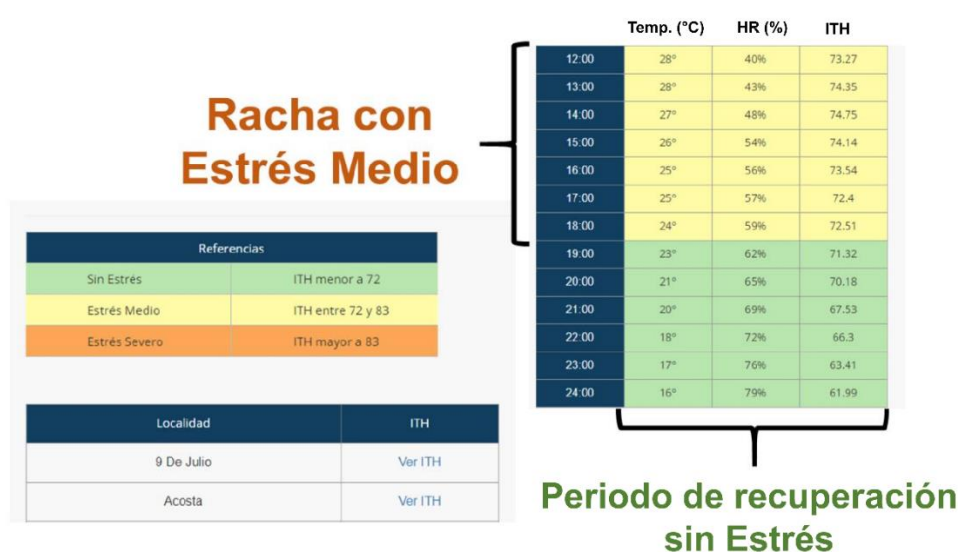 Racha con
Estrés Medio
Referencias
Sin Estrés ITH menor a 72
Estrés Medio ITH entre 72 y 83
Estrés Severo ITH mayor a 83
Localidad ITH
9 De Julio Ver ITH
Acosta Ver ITH
Temp. (°C) HR (%) ITH
12:00 28° 40% 73.27
13:00 28° 43% 74.35
14:00 27° 48% 74.75
15:00 26° 54% 74.14
16:00 25° 56% 73.54
17:00 25° 57% 72.4
18:00 24° 59% 72.51
19:00 23° 62% 71.32
20:00 21° 65% 70.18
21:00 20° 69% 67.53
22:00 18° 72% 66.3
23:00 17° 76% 63.41
24:00 16° 79% 61.99
Periodo de recuperación
sin Estrés